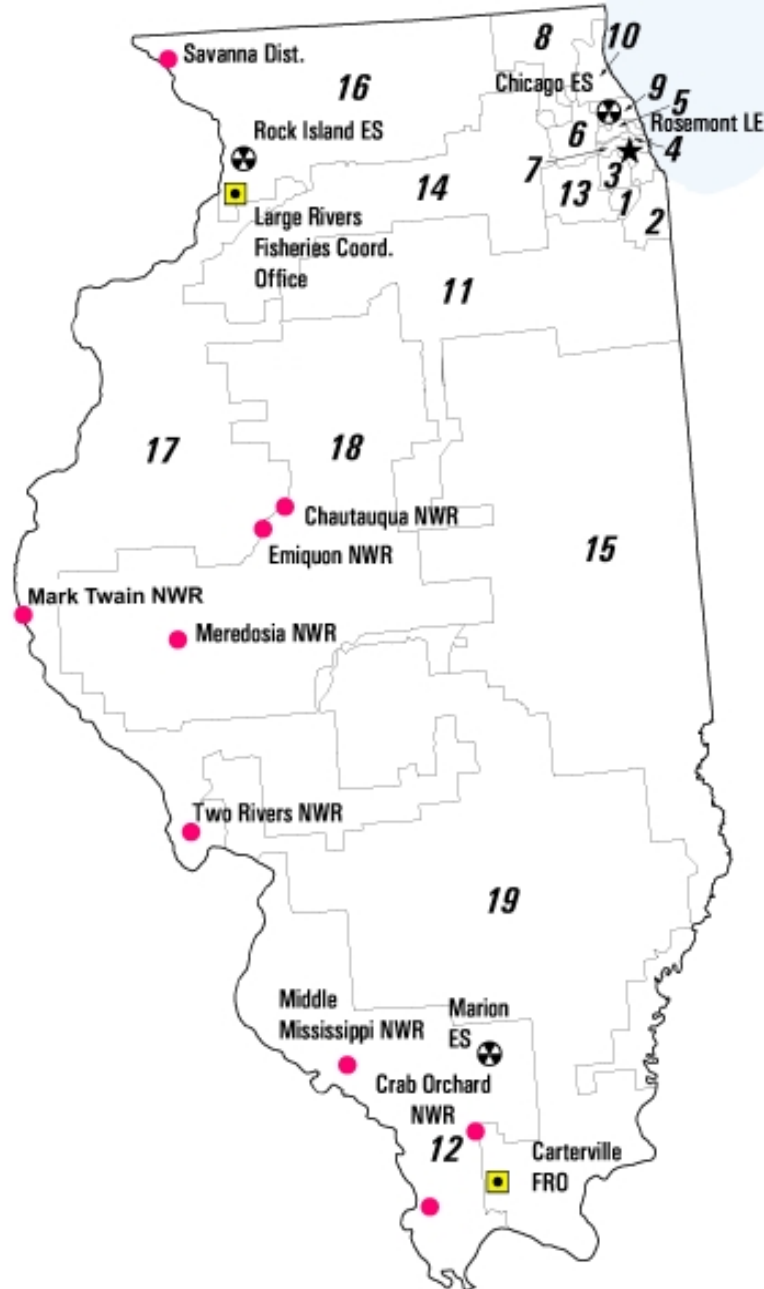 8
10
Savanna Dist.
16
Chicago ES
9
5
Rosemont LE
Rock Island ES
6
4
7
3
14
13
1
2
Large Rivers
Fisheries Coord.
Office
11
17
18
Chautauqua NWR
Emiquon NWR
15
Mark Twain NWR
Meredosia NWR
Two Rivers NWR
19
Middle
Mississippi NWR
Marion
ES
Crab Orchard
NWR
12
Carterville
FRO